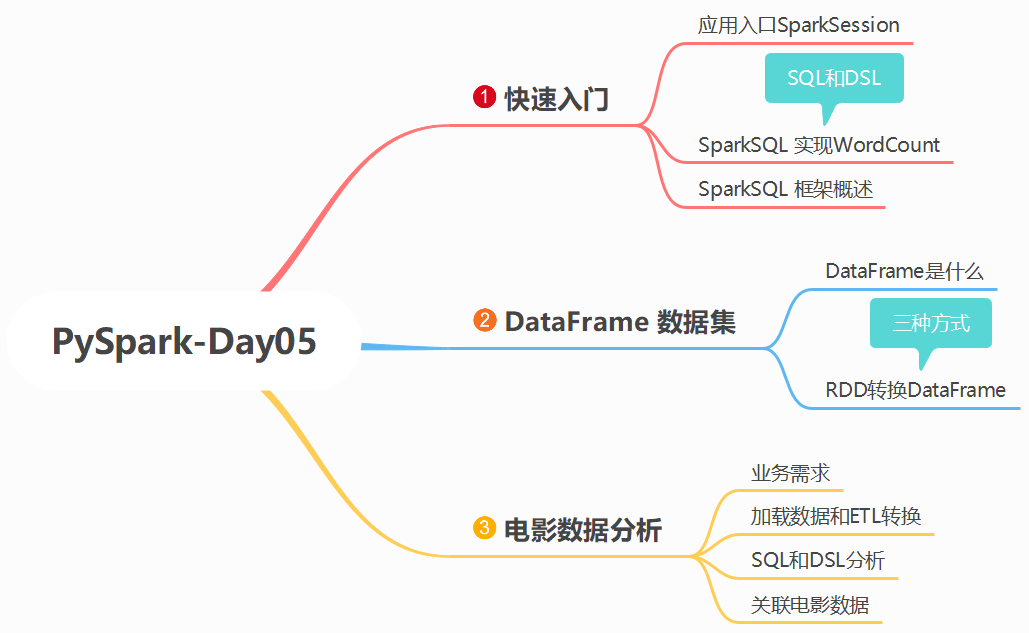 PySpark-Day05
1 快速入门
应用入口SparkSession
SQL和DSL
SparkSQL 实现WordCount
SparkSQL 框架概述
2 DataFrame 数据集
DataFrame是什么
三种方式
RDD转换DataFrame
3 电影数据分析
业务需求
加载数据和ETL转换
SQL和DSL分析
关联电影数据